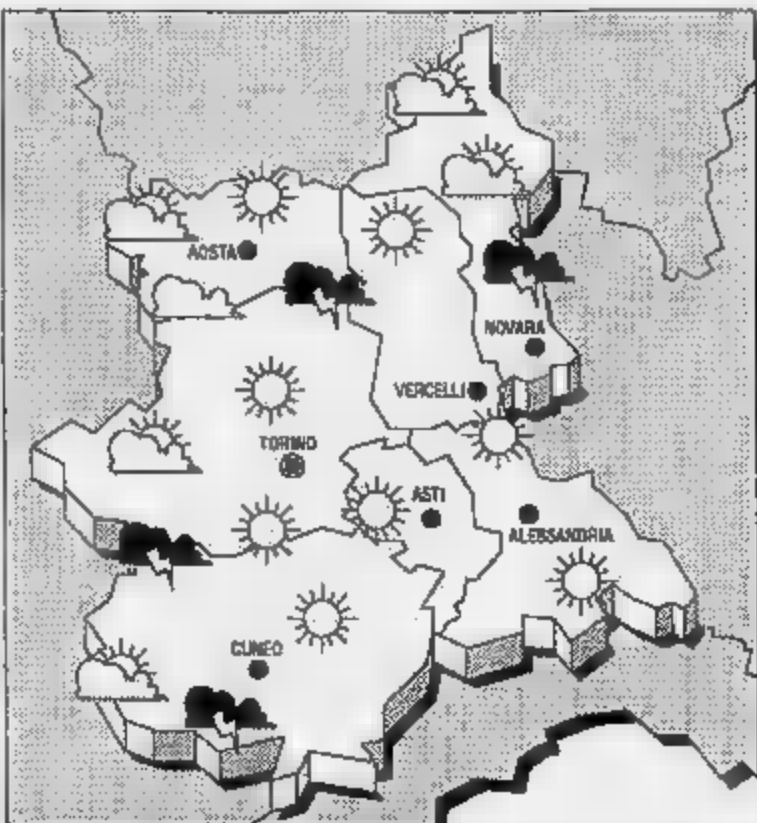 AOSTA
NOVARA
VERCELLI
TORINO
ASTI
ALESSANDRIA
CUNEO